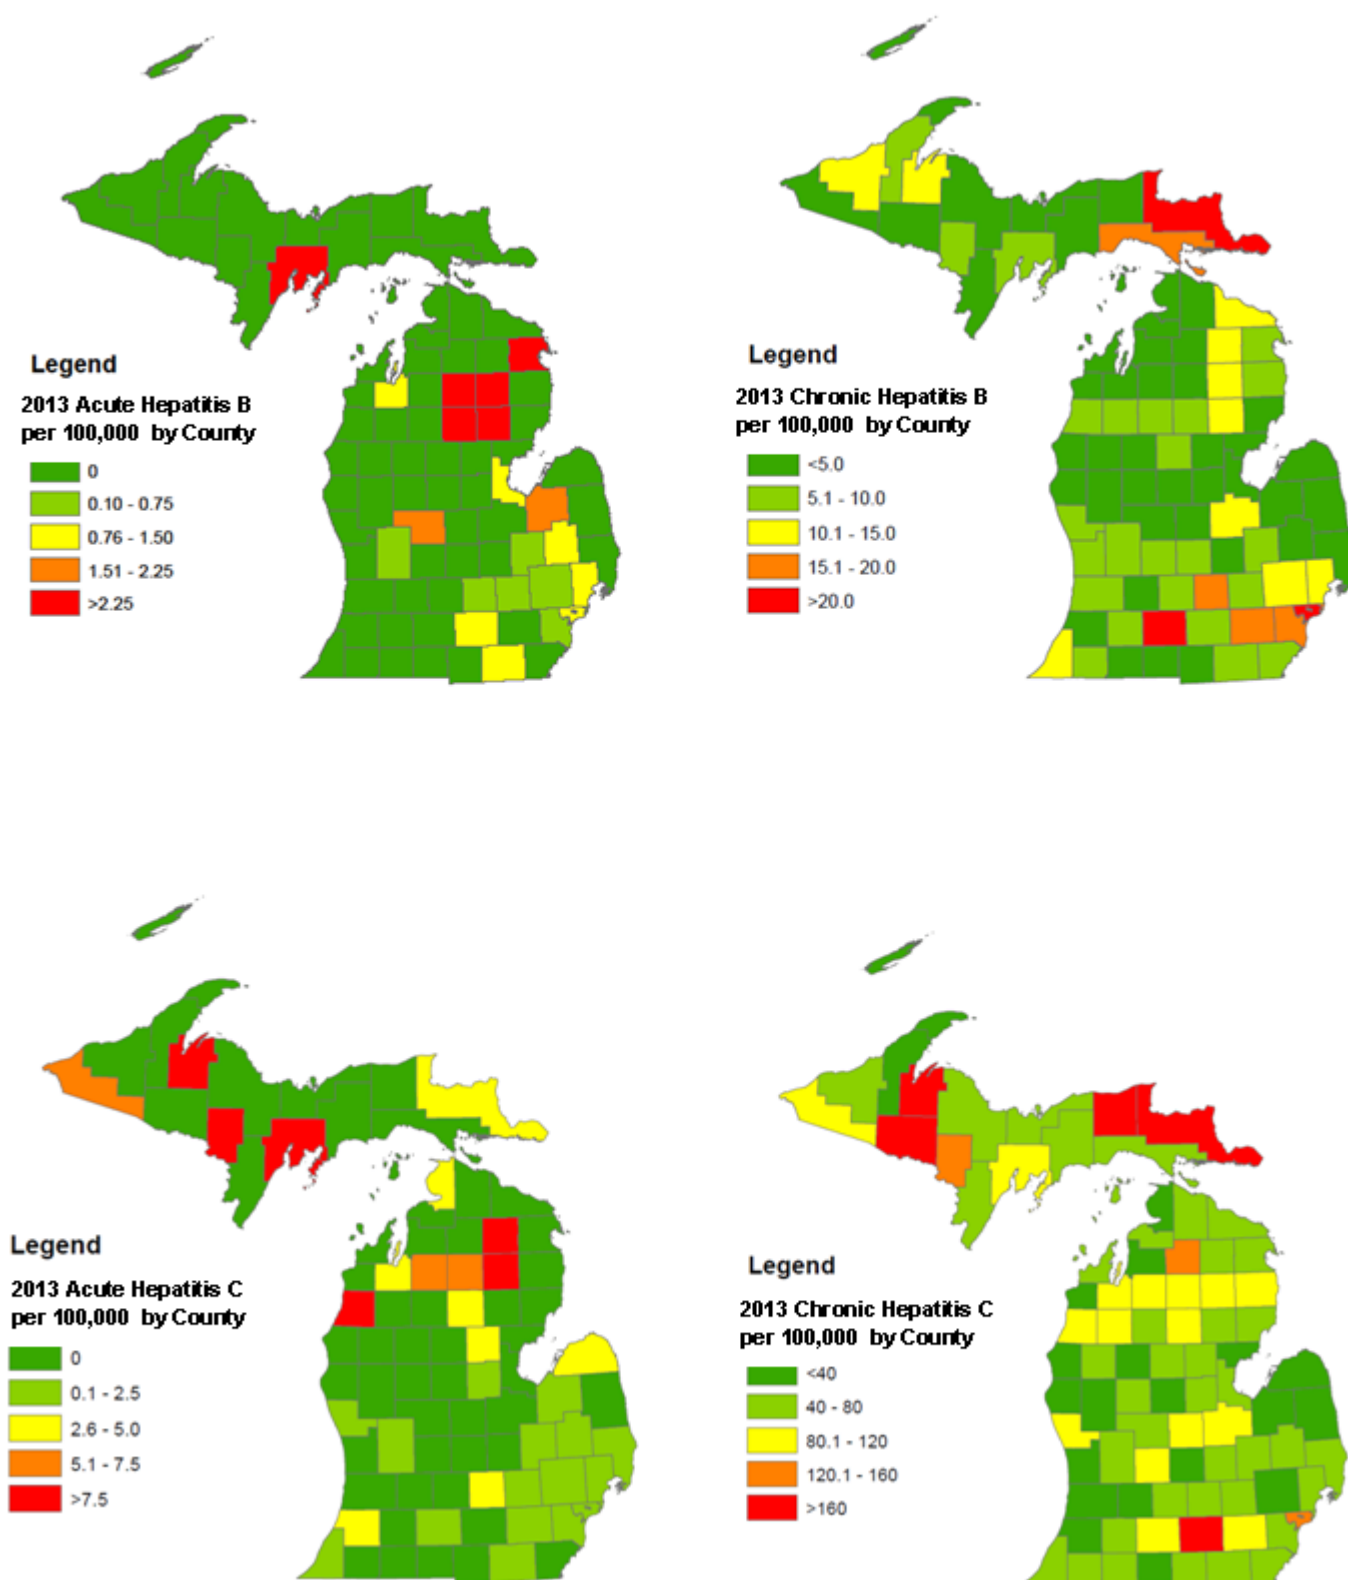 Legend
2013 Acute Hepatitis B
per 100,000 by County
0
0.10 - 0.75
0.76 - 1.50
1.51 - 2.25
>2.25
Legend
2013 Chronic Hepatitis B
per 100,000 by County
<5.0
5.1 - 10.0
10.1 - 15.0
15.1 - 20.0
>20.0
Legend
2013 Acute Hepatitis C
per 100,000 by County
0
0.1 - 2.5
2.6 - 5.0
5.1 - 7.5
>7.5
Legend
2013 Chronic Hepatitis C
per 100,000 by County
<40
40 - 80
80.1 - 120
120.1 - 160
>160